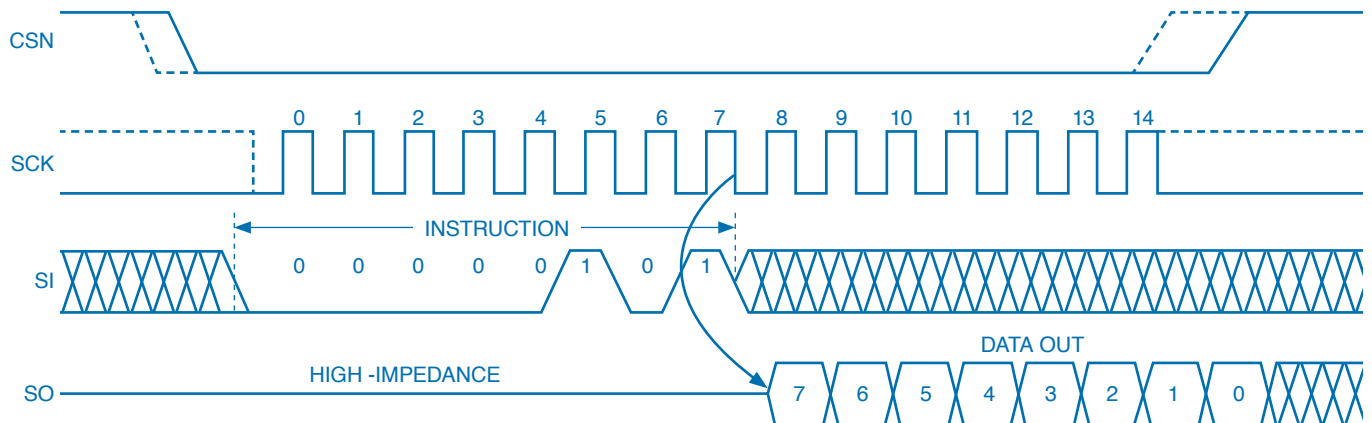 CSN
0 1 2 3 4 5 6 7 8 9 10 11 12 13 14
SCK
INSTRUCTION
0 0 0 0 0 1 0 1
SI
DATA OUT
HIGH -IMPEDANCE
SO
7 6 5 4 3 2 1 0